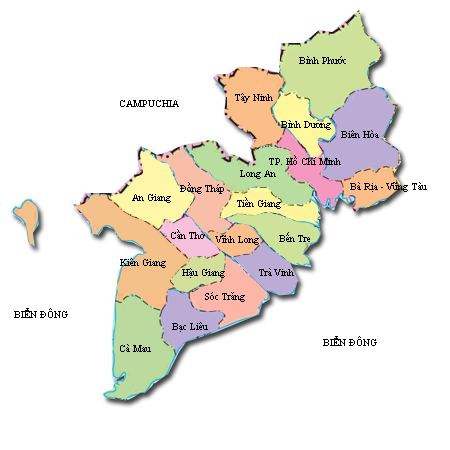 Bình Phước
Tây Ninh
CAMPUCHIA
Bình Dương
Biên Hòa
TP. Hồ Chí Minh
Long An
An Giang
Đồng Tháp
Bà Rịa - Vũng Tàu
Tiền Giang
Cần Thơ
Vĩnh Long
Bến Tre
Kiên Giang
Hậu Giang
Trà Vinh
Sóc Trăng
BIỂN ĐÔNG
Bạc Liêu
BIỂN ĐÔNG
Cà Mau